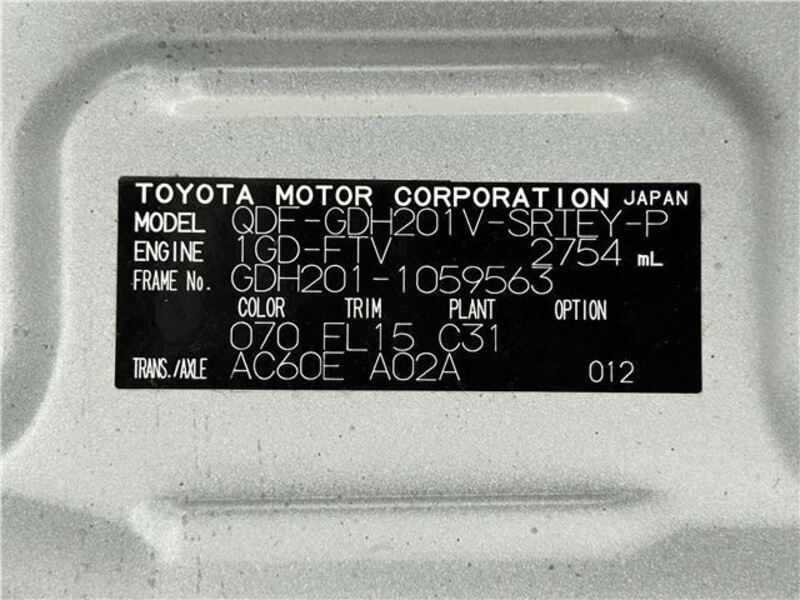 TOYOTA MOTOR CORPORATION JAPAN
MODEL QDF-GDH201V-SRTEY-P
ENGINE 1GD-FTV 2754 mL
FRAME No. GDH201-1059563
COLOR TRIM PLANT OPTION
070 FL15 C31
TRANS./AXLE AC60E A02A 012